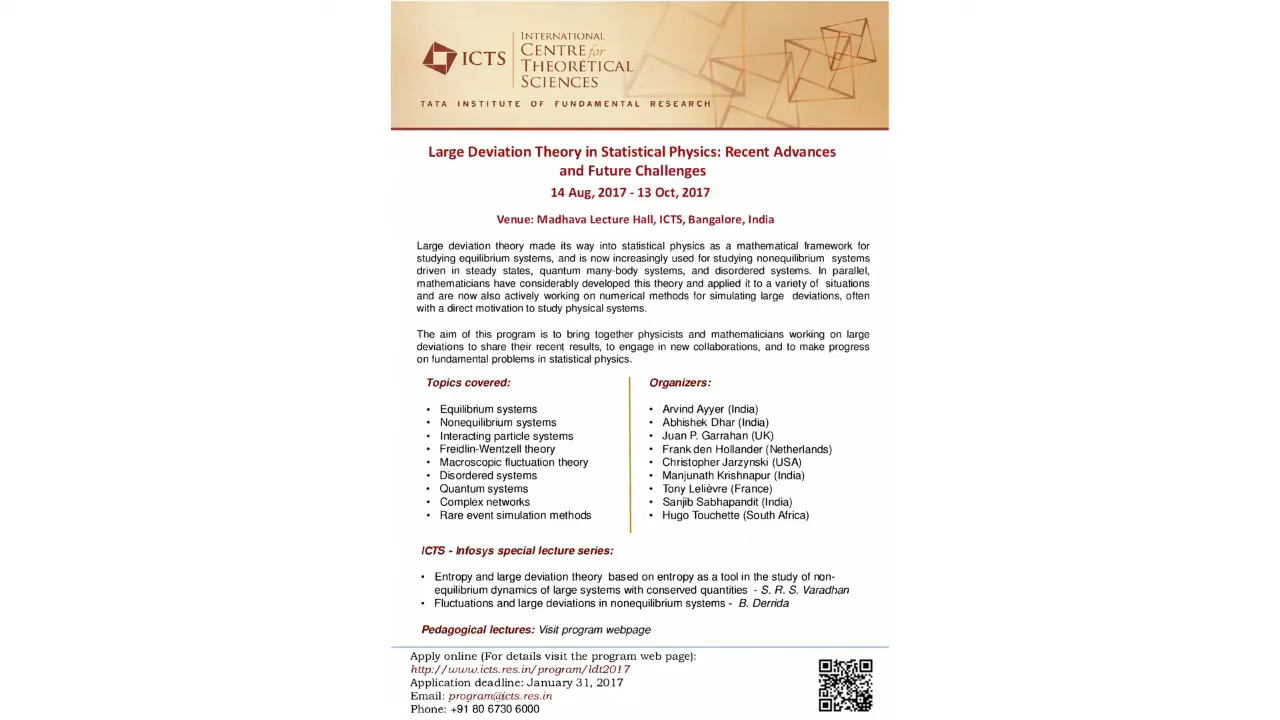 ICTS
INTERNATIONAL
CENTRE for
THEORETICAL
SCIENCES
TATA INSTITUTE OF FUNDAMENTAL RESEARCH
Large Deviation Theory in Statistical Physics: Recent Advances
and Future Challenges
14 Aug, 2017 - 13 Oct, 2017
Venue: Madhava Lecture Hall, ICTS, Bangalore, India
Large deviation theory made its way into statistical physics as a mathematical framework for
studying equilibrium systems, and is now increasingly used for studying nonequilibrium systems
driven in steady states, quantum many-body systems, and disordered systems. In parallel,
mathematicians have considerably developed this theory and applied it to a variety of situations
and are now also actively working on numerical methods for simulating large deviations, often
with a direct motivation to study physical systems.
The aim of this program is to bring together physicists and mathematicians working on large
deviations to share their recent results, to engage in new collaborations, and to make progress
on fundamental problems in statistical physics.
Topics covered:
• Equilibrium systems
• Nonequilibrium systems
• Interacting particle systems
• Freidlin-Wentzell theory
• Macroscopic fluctuation theory
• Disordered systems
• Quantum systems
• Complex networks
• Rare event simulation methods
Organizers:
• Arvind Ayyer (India)
• Abhishek Dhar (India)
• Juan P. Garrahan (UK)
• Frank den Hollander (Netherlands)
• Christopher Jarzynski (USA)
• Manjunath Krishnapur (India)
• Tony Lelièvre (France)
• Sanjib Sabhapandit (India)
• Hugo Touchette (South Africa)
ICTS - Infosys special lecture series:
• Entropy and large deviation theory based on entropy as a tool in the study of non-
equilibrium dynamics of large systems with conserved quantities - S. R. S. Varadhan
• Fluctuations and large deviations in nonequilibrium systems - B. Derrida
Pedagogical lectures: Visit program webpage
Apply online (For details visit the program web page):
http://www.icts.res.in/program/ldt2017
Application deadline: January 31, 2017
Email: program@icts.res.in
Phone: +91 80 6730 6000